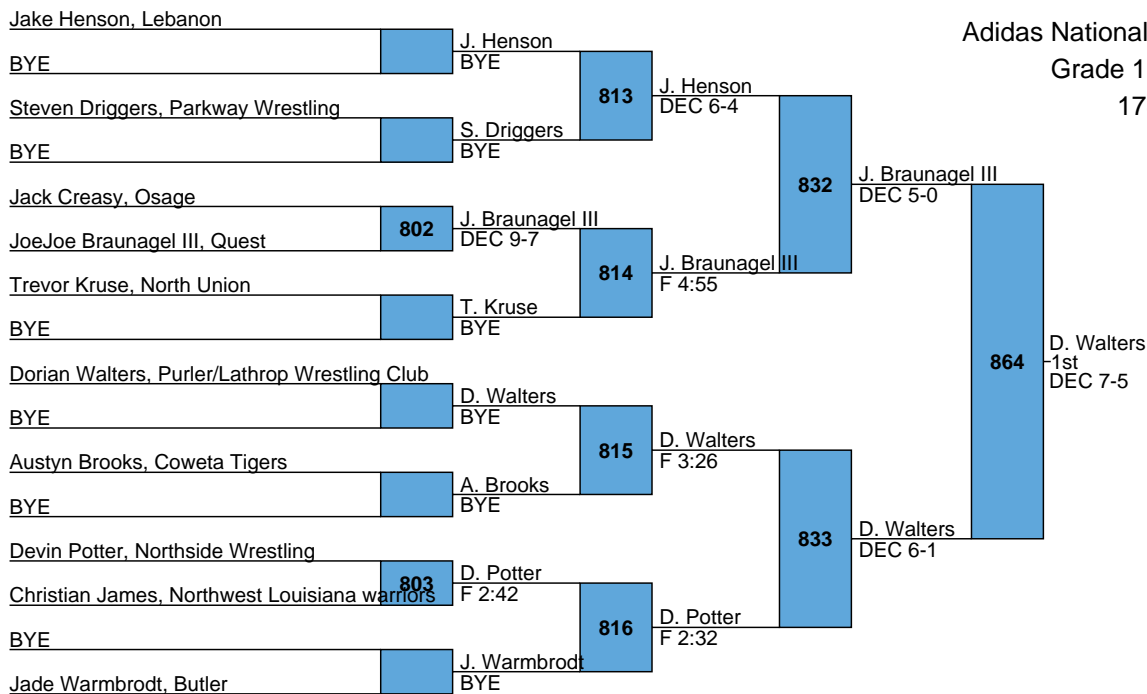 Adidas National
Grade 1
17
Jake Henson, Lebanon
BYE
Steven Driggers, Parkway Wrestling
BYE
Jack Creasy, Osage
JoeJoe Braunagel III, Quest
Trevor Kruse, North Union
BYE
Dorian Walters, Purler/Lathrop Wrestling Club
BYE
Austyn Brooks, Coweta Tigers
BYE
Devin Potter, Northside Wrestling
Christian James, Northwest Louisiana warriors
BYE
Jade Warmbrodt, Butler
802
803
J. Henson
BYE
S. Driggers
BYE
J. Braunagel III
DEC 9-7
T. Kruse
BYE
D. Walters
BYE
A. Brooks
BYE
D. Potter
F 2:42
J. Warmbrodt
BYE
813
814
815
816
J. Henson
DEC 6-4
J. Braunagel III
F 4:55
D. Walters
F 3:26
D. Potter
F 2:32
832
833
J. Braunagel III
DEC 5-0
D. Walters
DEC 6-1
864
D. Walters
1st
DEC 7-5